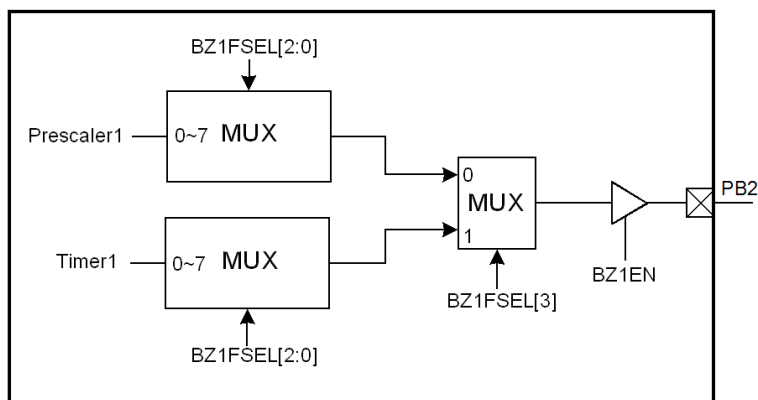 BZ1FSEL[2:0]
Prescaler1
0~7 MUX
0
MUX
1
PB2
Timer1
0~7 MUX
BZ1EN
BZ1FSEL[3]
BZ1FSEL[2:0]